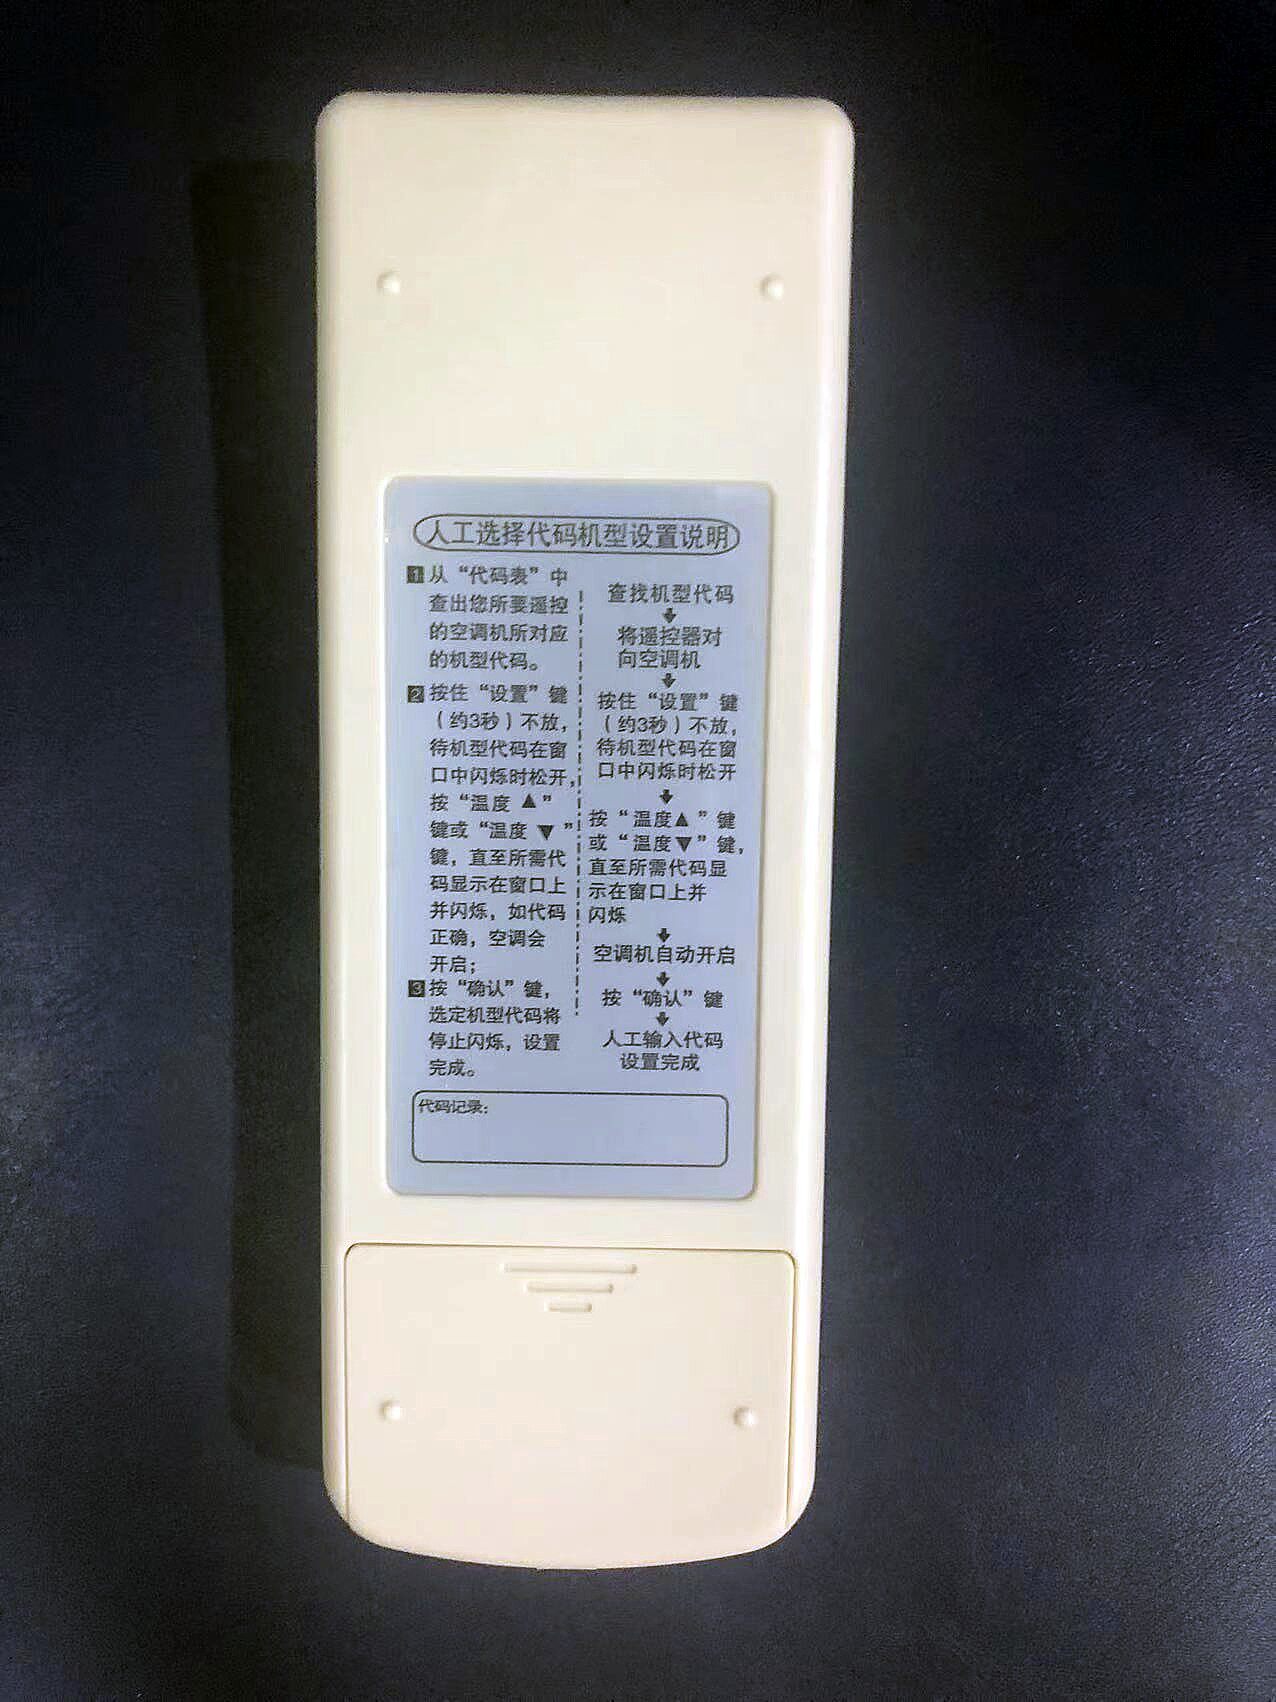 人工选择代码机型设置说明
1 从“代码表”中
查出您所要遥控
的空调机所对应
的机型代码。
2 按住“设置”键
（约3秒）不放，
待机型代码在窗
口中闪烁时松开，
按“温度▲”
键或“温度▼”
键，直至所需代
码显示在窗口上
并闪烁，如代码
正确，空调会
开启；
3 按“确认”键，
选定机型代码将
停止闪烁，设置
完成。
查找机型代码
将遥控器对
向空调机
按住“设置”键
（约3秒）不放，
待机型代码在窗
口中闪烁时松开
按“温度▲”键
或“温度▼”键，
直至所需代码显
示在窗口上并
闪烁
空调机自动开启
按“确认”键
人工输入代码
设置完成
代码记录：